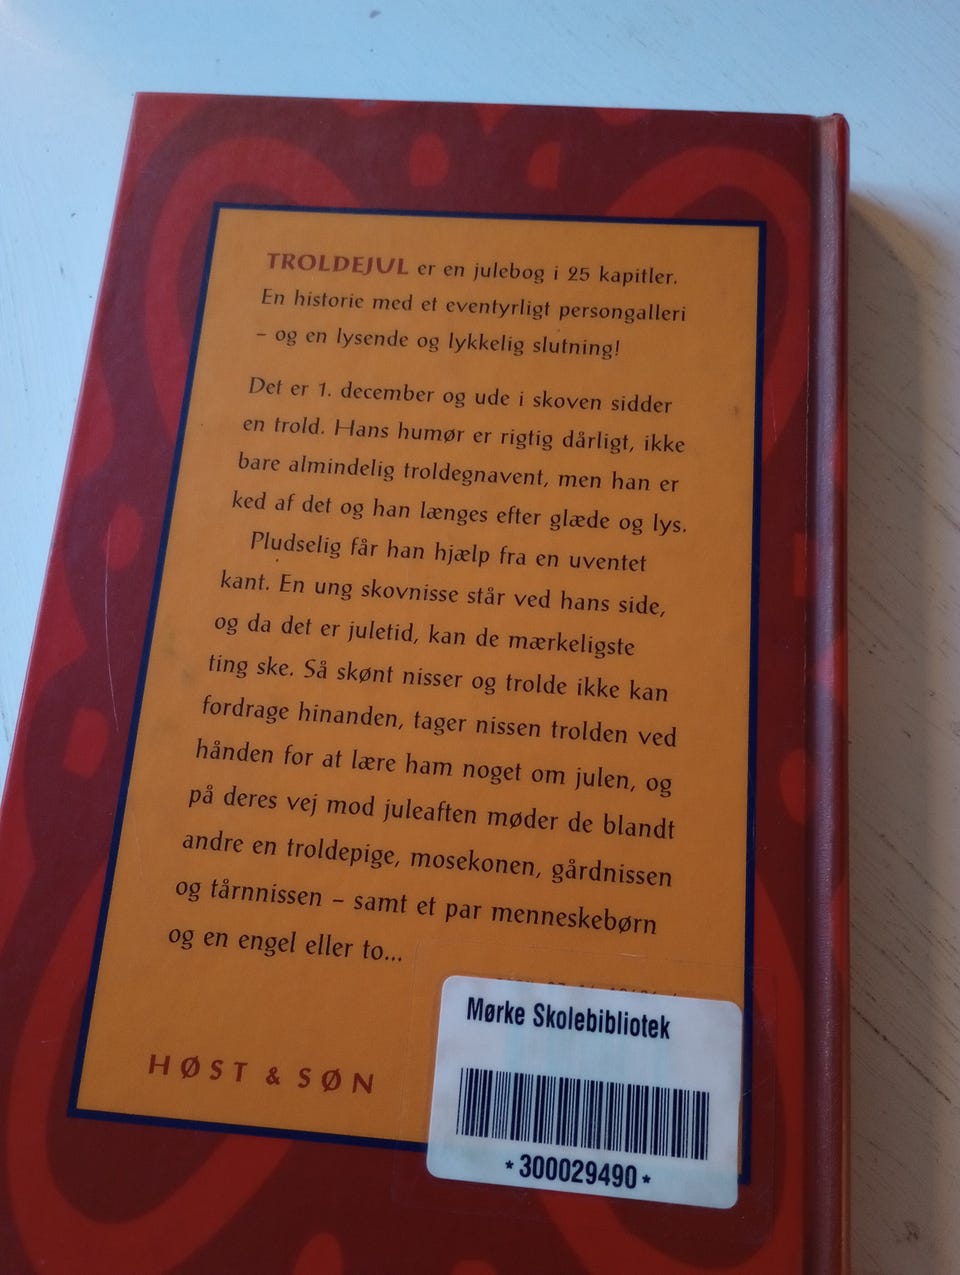 TROLDEJUL er en julebog i 25 kapitler.
En historie med et eventyrligt persongalleri
– og en lysende og lykkelig slutning!
Det er 1. december og ude i skoven sidder
en trold. Hans humør er rigtig dårligt, ikke
bare almindelig troldegnavent, men han er
ked af det og han længes efter glæde og lys.
Pludselig får han hjælp fra en uventet
kant. En ung skovnisse står ved hans side,
og da det er juletid, kan de mærkeligste
ting ske. Så skønt nisser og trolde ikke kan
fordrage hinanden, tager nissen trolden ved
hånden for at lære ham noget om julen, og
på deres vej mod juleaften møder de blandt
andre en troldepige, mosekonen, gårdnissen
og tårnnissen – samt et par menneskebørn
og en engel eller to...
HØST & SØN
Mørke Skolebibliotek
*300029490*